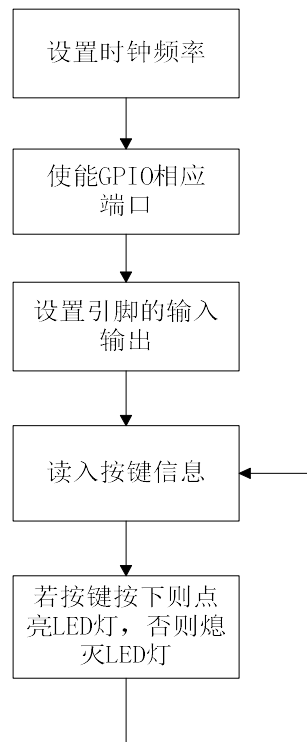 设置时钟频率
使能GPIO相应
端口
设置引脚的输入
输出
读入按键信息
若按键按下则点
亮LED灯，否则熄
灭LED灯